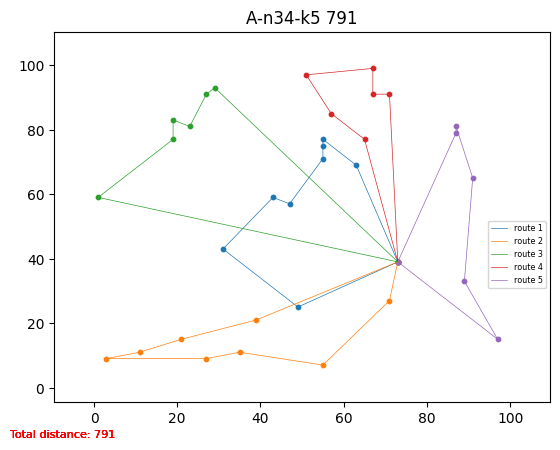 A-n34-k5 791
100
80
60
40
20
0
route 1
route 2
route 3
route 4
route 5
0 20 40 60 80 100
Total distance: 791